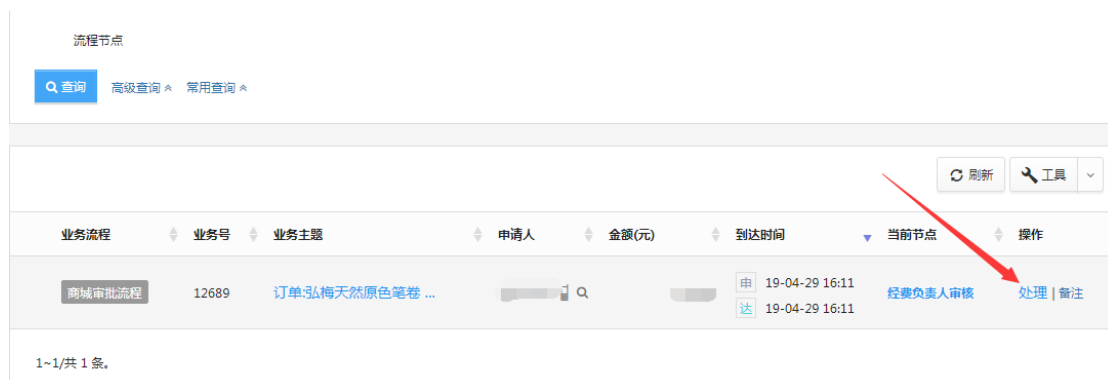 流程节点
查询 高级查询 常用查询
刷新 工具
业务流程 业务号 业务主题 申请人 金额(元) 到达时间 当前节点 操作
申 19-04-29 16:11
商城审批流程 12689 订单:弘梅天然原色笔卷 ... 经费负责人审核 处理 | 备注
达 19-04-29 16:11
1~1/共 1 条。